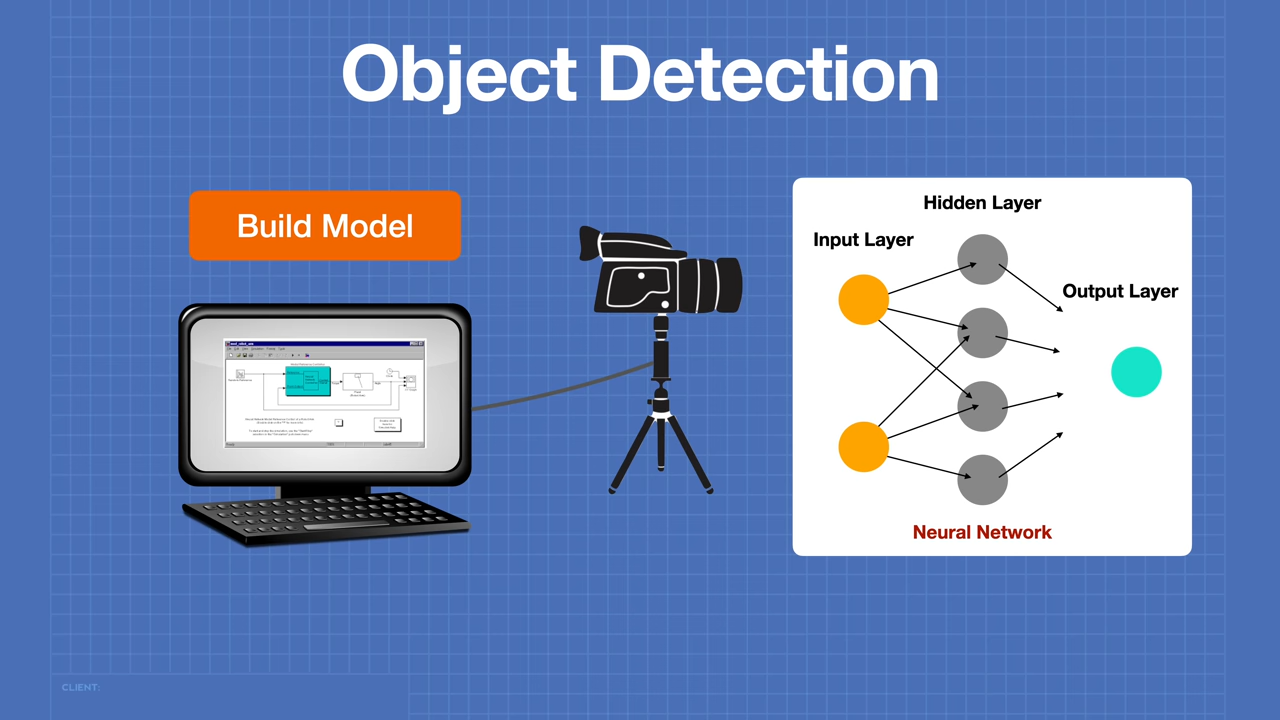 Object Detection
Build Model
Hidden Layer
Input Layer
Output Layer
Neural Network
CLIENT: